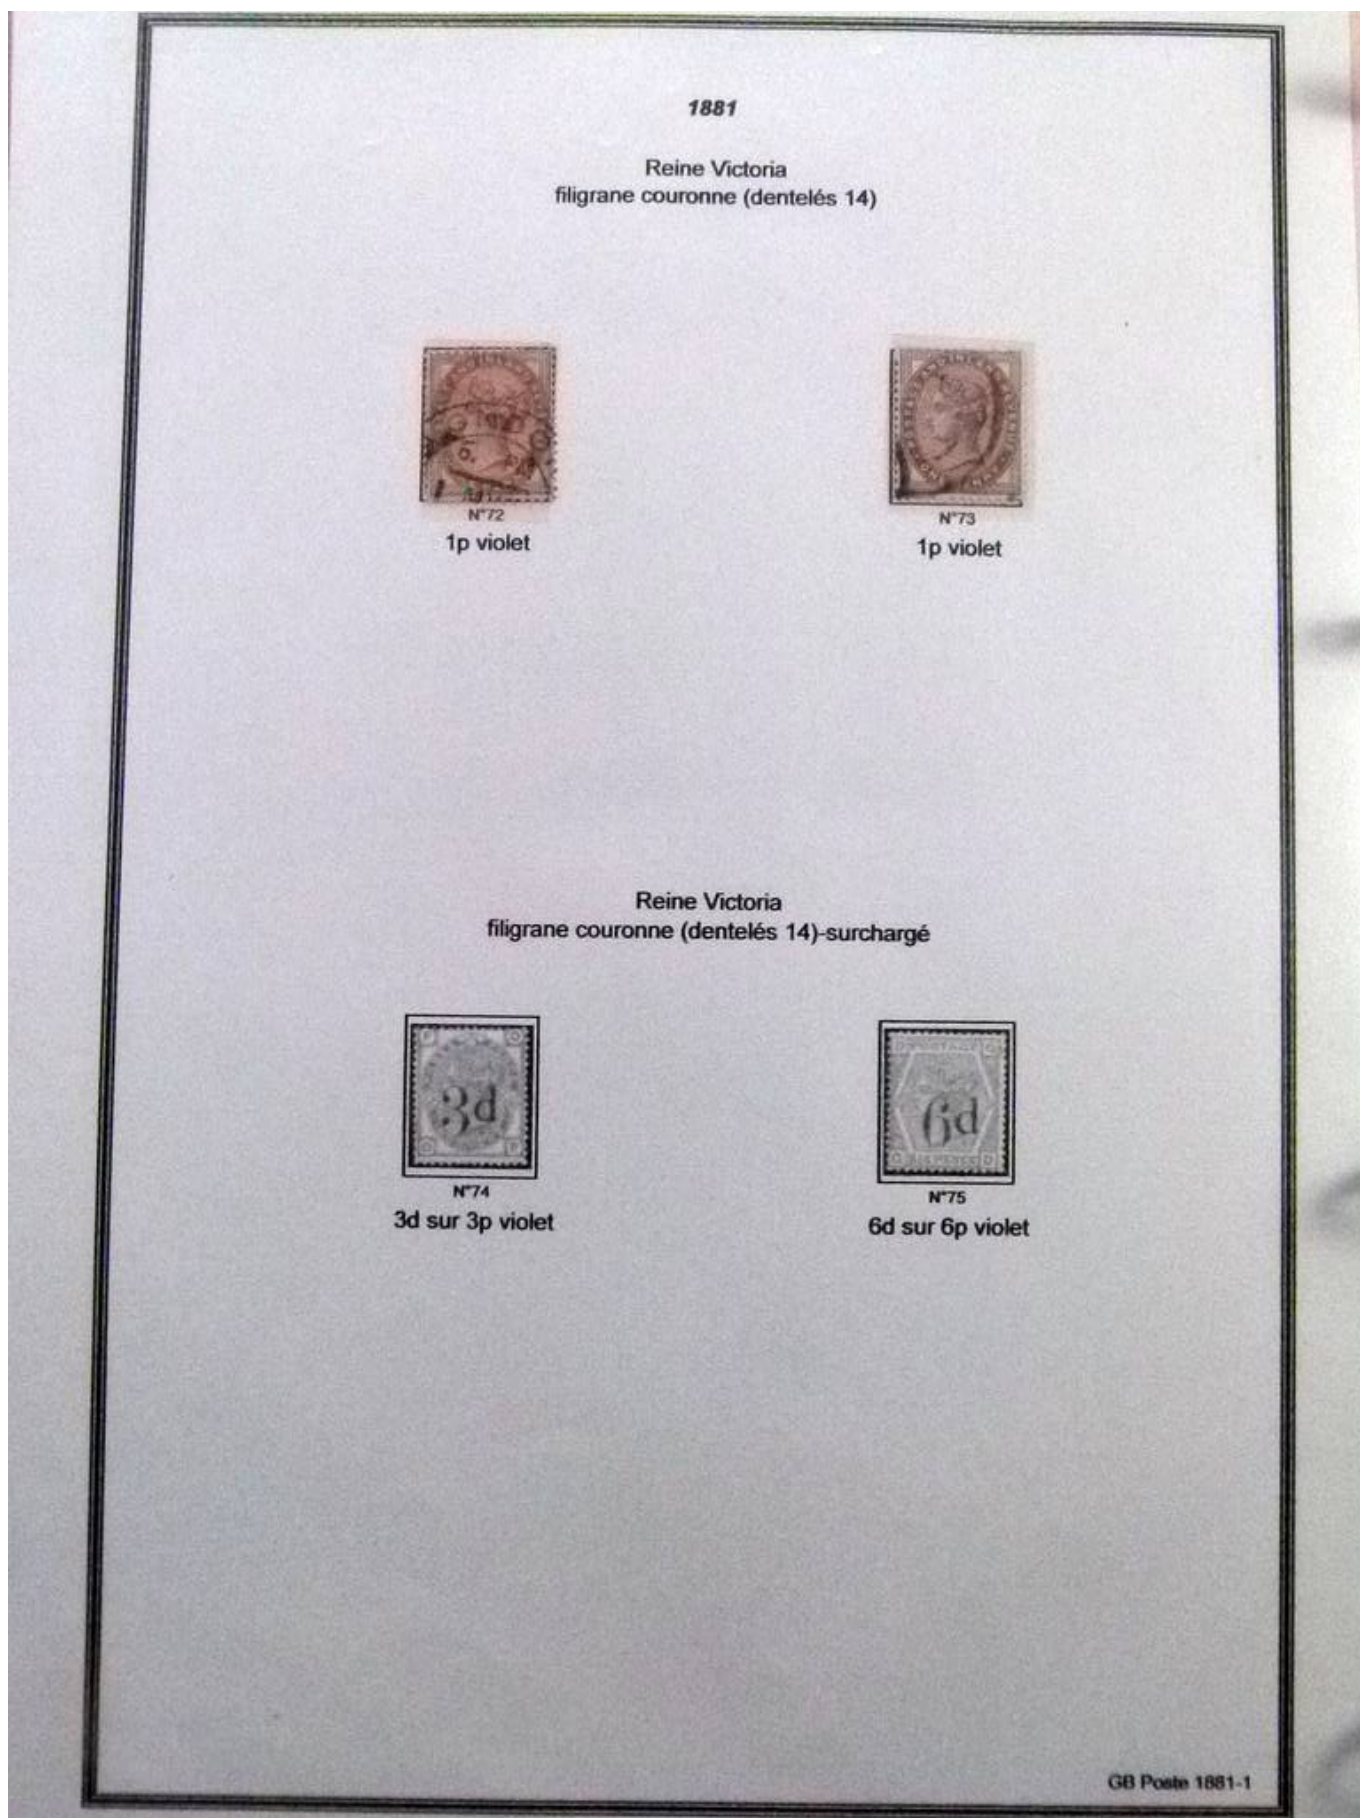 1881
Reine Victoria
filigrane couronne (dentelés 14)
N°72
1p violet
N°73
1p violet
Reine Victoria
filigrane couronne (dentelés 14)-surchargé
3d
N°74
3d sur 3p violet
6d
N°75
6d sur 6p violet
GB Poste 1881-1